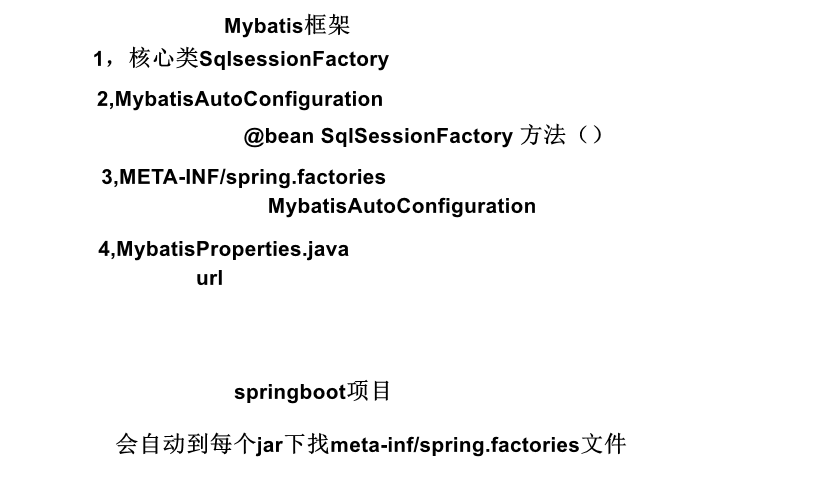 Mybatis框架
1，核心类SqlsessionFactory
2,MybatisAutoConfiguration
@bean SqlSessionFactory 方法（）
3,META-INF/spring.factories
MybatisAutoConfiguration
4,MybatisProperties.java
url
springboot项目
会自动到每个jar下找meta-inf/spring.factories文件